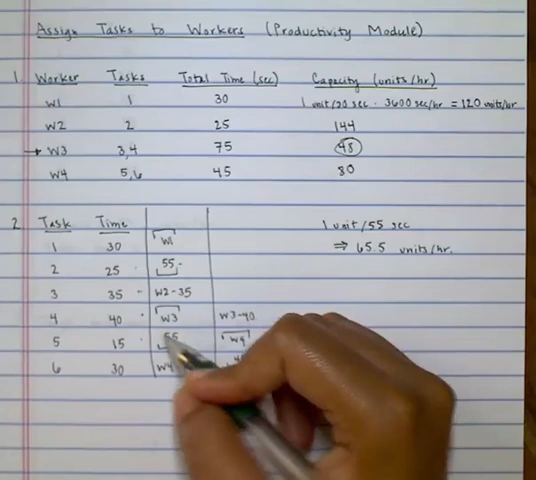 Assign Tasks to Workers (Productivity Module)
1. Worker Tasks Total Time (sec) Capacity (units/hr)
W1 1 30 1 unit/30 sec · 3600 sec/hr = 120 units/hr
W2 2 25 144
→ W3 3,4 75 48
W4 5,6 45 80
2 Task Time 1 unit/55 sec
1 30 W1 ⇒ 65.5 units/hr.
2 25 55
3 35 W2-35
4 40 W3 W3-40
5 15 55 W4
6 30 W4